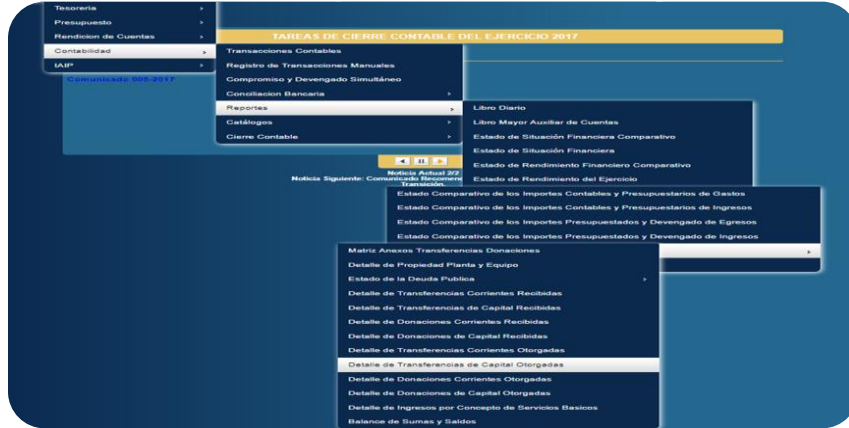 Tesoreria
Presupuesto
Rendicion de Cuentas
Contabilidad
IAIP
TAREAS DE CIERRE CONTABLE DEL EJERCICIO 2017
Comunicado 005-2017
Transacciones Contables
Registro de Transacciones Manuales
Compromiso y Devengado Simultáneo
Conciliacion Bancaria
Reportes
Catálogos
Cierre Contable
Libro Diario
Libro Mayor Auxiliar de Cuentas
Estado de Situación Financiera Comparativo
Estado de Situación Financiera
Estado de Rendimiento Financiero Comparativo
Estado de Rendimiento del Ejercicio
Noticia Actual 2/2
Noticia Siguiente: Comunicado Recomen
Transición.
Estado Comparativo de los Importes Contables y Presupuestarios de Gastos
Estado Comparativo de los Importes Contables y Presupuestarios de Ingresos
Estado Comparativo de los Importes Presupuestados y Devengado de Egresos
Estado Comparativo de los Importes Presupuestados y Devengado de Ingresos
Matriz Anexos Transferencias Donaciones
Detalle de Propiedad Planta y Equipo
Estado de la Deuda Publica
Detalle de Transferencias Corrientes Recibidas
Detalle de Transferencias de Capital Recibidas
Detalle de Donaciones Corrientes Recibidas
Detalle de Donaciones de Capital Recibidas
Detalle de Transferencias Corrientes Otorgadas
Detalle de Transferencias de Capital Otorgadas
Detalle de Donaciones Corrientes Otorgadas
Detalle de Donaciones de Capital Otorgadas
Detalle de Ingresos por Concepto de Servicios Basicos
Balance de Sumas y Saldos